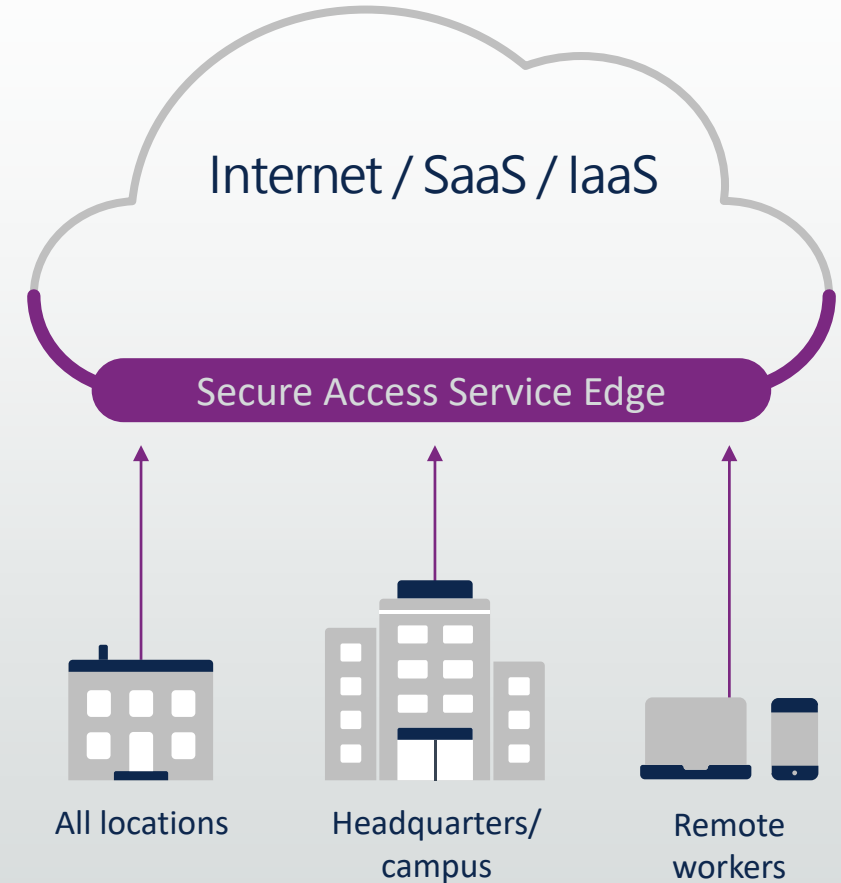 Internet / SaaS / IaaS
Secure Access Service Edge
All locations
Headquarters/
campus
Remote
workers